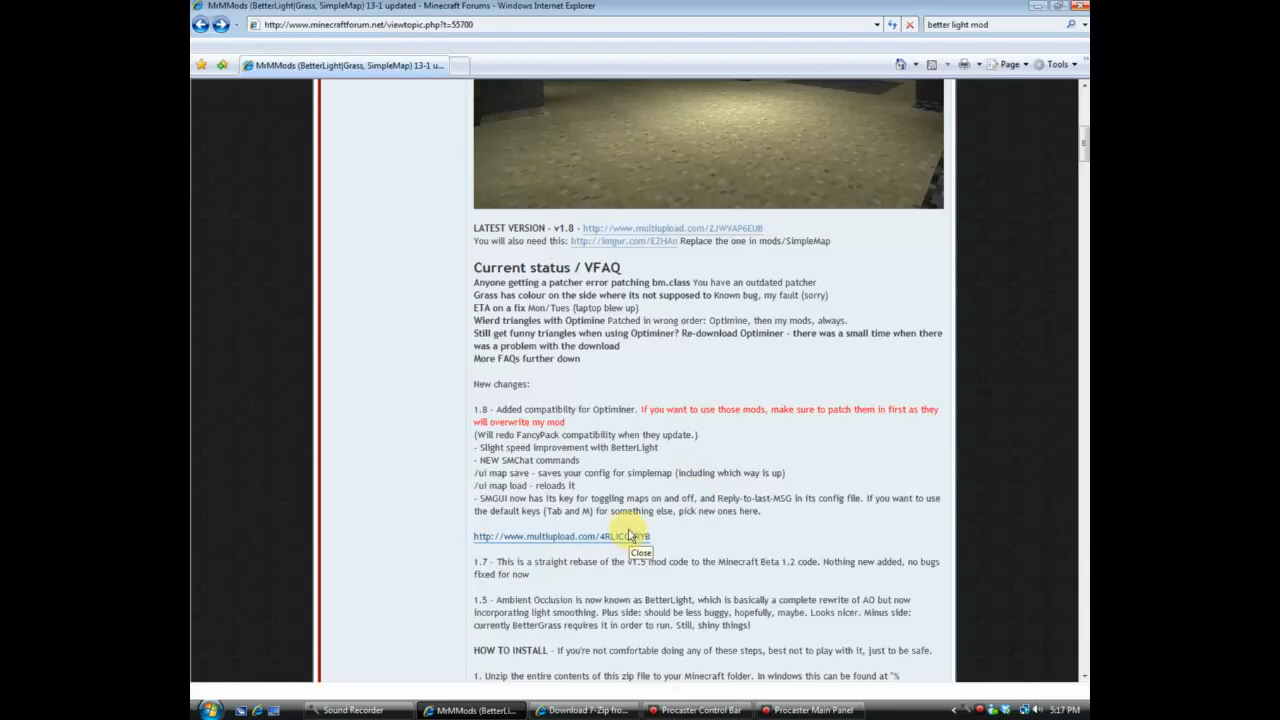 MrMMods (BetterLight|Grass, SimpleMap) 13-1 updated - Minecraft Forums - Windows Internet Explorer
http://www.minecraftforum.net/viewtopic.php?t=55700
better light mod
MrMMods (BetterLight|Grass, SimpleMap) 13-1 u...
Page
Tools
LATEST VERSION - v1.8 - http://www.multiupload.com/ZJWVAP6EUB
You will also need this: http://imgur.com/EZHAn Replace the one in mods/SimpleMap
Current status / VFAQ
Anyone getting a patcher error patching bm.class You have an outdated patcher
Grass has colour on the side where its not supposed to Known bug, my fault (sorry)
ETA on a fix Mon/Tues (laptop blew up)
Wierd triangles with Optimine Patched in wrong order: Optimine, then my mods, always.
Still get funny triangles when using Optiminer? Re-download Optiminer - there was a small time when there
was a problem with the download
More FAQs further down
New changes:
1.8 - Added compatibilty for Optiminer. If you want to use those mods, make sure to patch them in first as they
will overwrite my mod
(Will redo FancyPack compatibility when they update.)
- Slight speed improvement with BetterLight
- NEW SMChat commands
/ui map save - saves your config for simplemap (including which way is up)
/ui map load - reloads it
- SMGUI now has its key for toggling maps on and off, and Reply-to-last-MSG in its config file. If you want to use
the default keys (Tab and M) for something else, pick new ones here.
Close
1.7 - This is a straight rebase of the v1.5 mod code to the Minecraft Beta 1.2 code. Nothing new added, no bugs
fixed for now
1.5 - Ambient Occlusion is now known as BetterLight, which is basically a complete rewrite of AO but now
incorporating light smoothing. Plus side: should be less buggy, hopefully, maybe. Looks nicer. Minus side:
currently BetterGrass requires it in order to run. Still, shiny things!
HOW TO INSTALL - If you're not comfortable doing any of these steps, best not to play with it, just to be safe.
1. Unzip the entire contents of this zip file to your Minecraft folder. In windows this can be found at "%
Sound Recorder
MrMMods (BetterLi...
Download 7-Zip fro...
Procaster Control Bar
Procaster Main Panel
5:17 PM